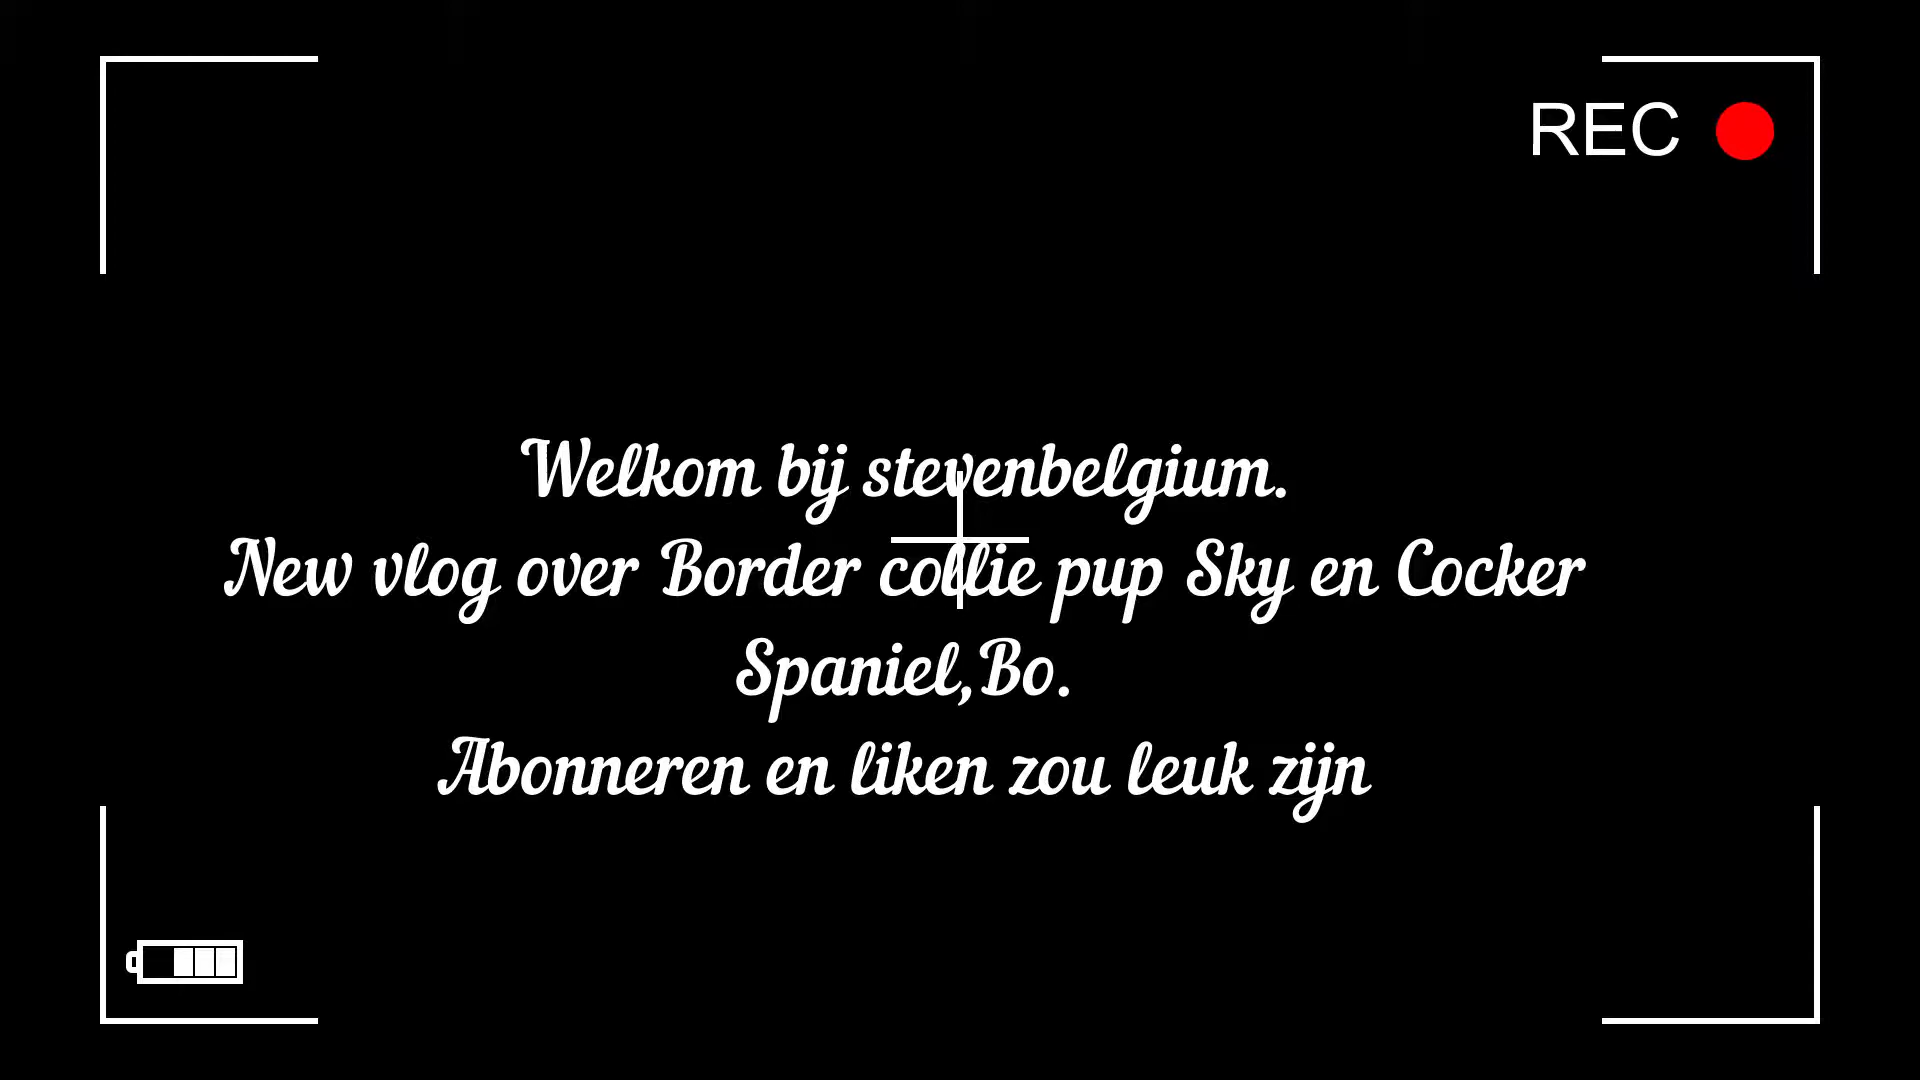 REC
Welkom bij stevenbelgium.
New vlog over Border collie pup Sky en Cocker
Spaniel,Bo.
Abonneren en liken zou leuk zijn